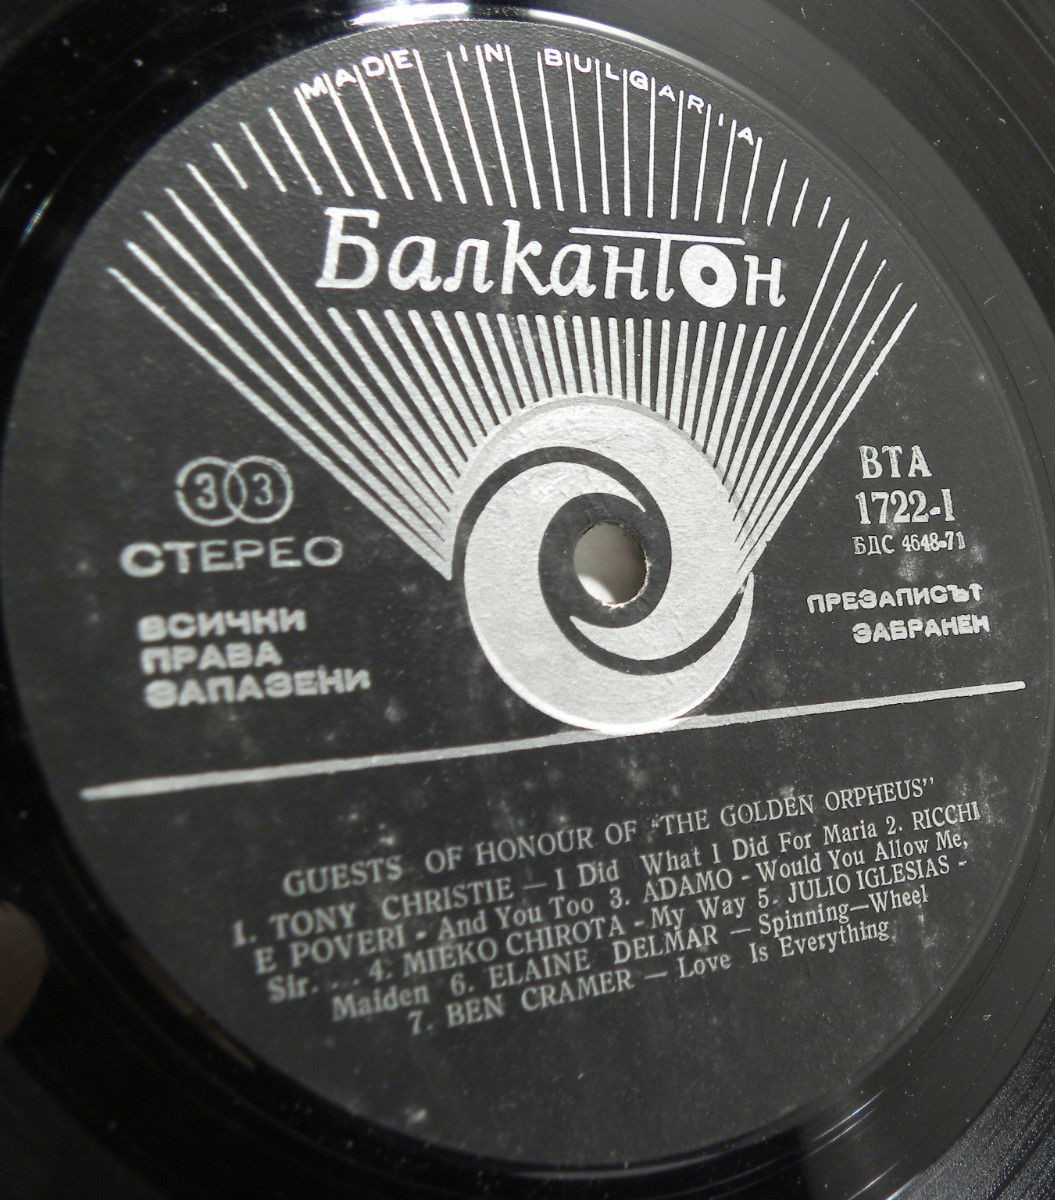 MADE IN BULGARIA
Балкантон
33
СТЕРЕО
ВСИЧКИ
ПРАВА
ЗАПАЗЕНИ
ВТА
1722-I
БДС 4648-71
ПРЕЗАПИСЪТ
ЗАБРАНЕН
GUESTS OF HONOUR OF "THE GOLDEN ORPHEUS"
1. TONY CHRISTIE — I Did What I Did For Maria 2. RICCHI
E POVERI - And You Too 3. ADAMO - Would You Allow Me,
Sir. ... 4. MIEKO CHIROTA - My Way 5. JULIO IGLESIAS -
Maiden 6. ELAINE DELMAR — Spinning—Wheel
7. BEN CRAMER — Love Is Everything